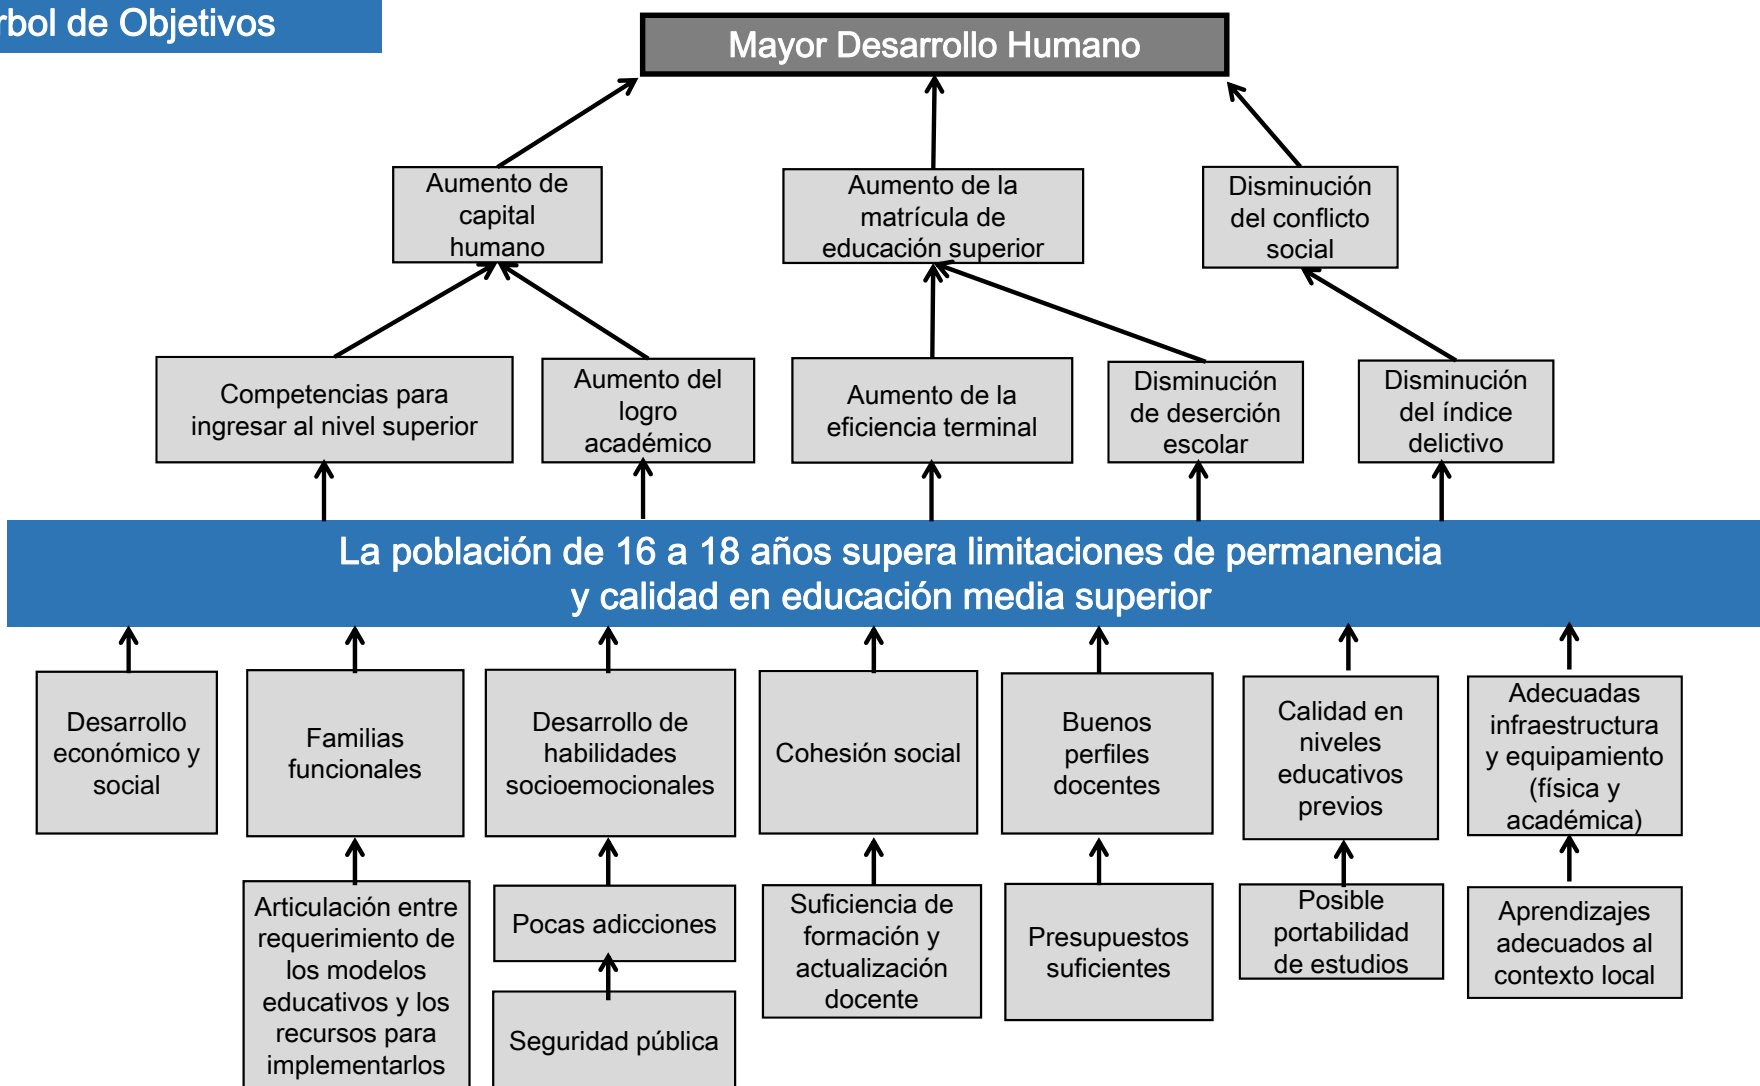 rbol de Objetivos
Mayor Desarrollo Humano
Aumento de
capital
humano
Aumento de la
matrícula de
educación superior
Disminución
del conflicto
social
Competencias para
ingresar al nivel superior
Aumento del
logro
académico
Aumento de la
eficiencia terminal
Disminución
de deserción
escolar
Disminución
del índice
delictivo
La población de 16 a 18 años supera limitaciones de permanencia
y calidad en educación media superior
Desarrollo
económico y
social
Familias
funcionales
Desarrollo de
habilidades
socioemocionales
Cohesión social
Buenos
perfiles
docentes
Calidad en
niveles
educativos
previos
Adecuadas
infraestructura
y equipamiento
(física y
académica)
Articulación entre
requerimiento de
los modelos
educativos y los
recursos para
implementarlos
Pocas adicciones
Seguridad pública
Suficiencia de
formación y
actualización
docente
Presupuestos
suficientes
Posible
portabilidad
de estudios
Aprendizajes
adecuados al
contexto local